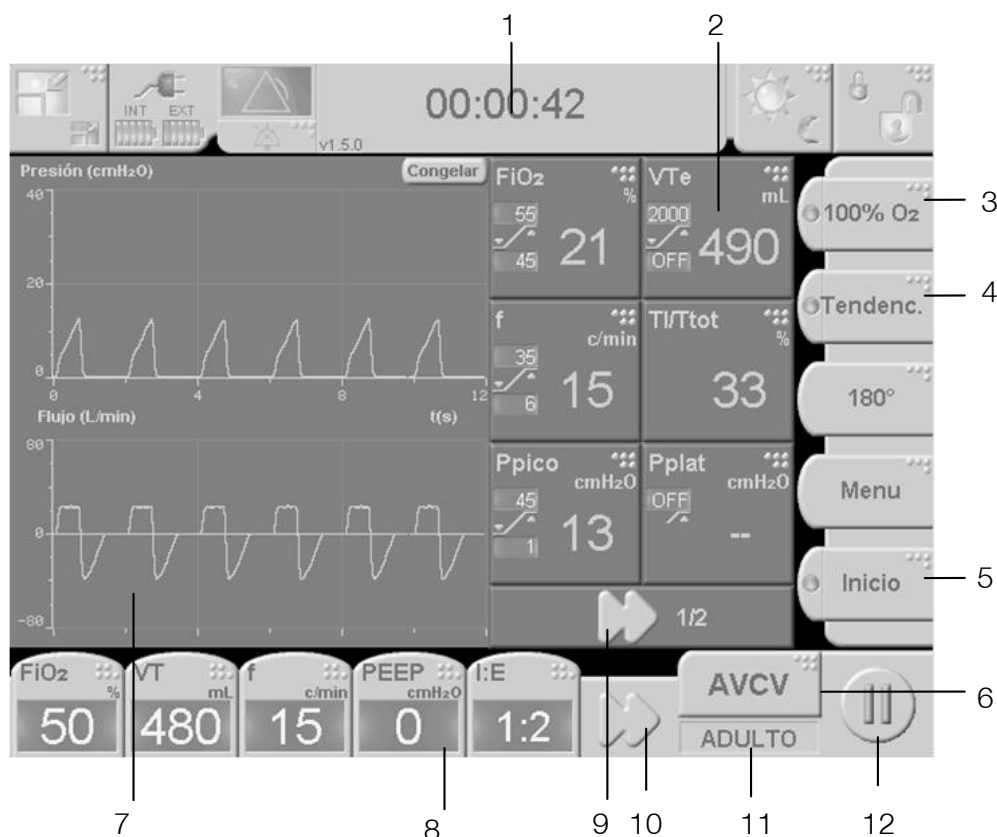 1
2
00:00:42
INT EXT
v1.5.0
Presión (cmH2O)
Congelar
40
20
0
0 4 8 12
Flujo (L/min)
t(s)
80
0
-80
FiO2
%
55
45
21
VTe
mL
2000
OFF
490
f
c/min
35
6
15
TI/Ttot
%
33
Ppico
cmH2O
45
1
13
Pplat
cmH2O
OFF
--
1/2
100% O2
3
Tendenc.
4
180°
Menu
Inicio
5
FiO2
%
50
VT
mL
480
f
c/min
15
PEEP
cmH2O
0
I:E
1:2
AVCV
6
ADULTO
7
8
9
10
11
12